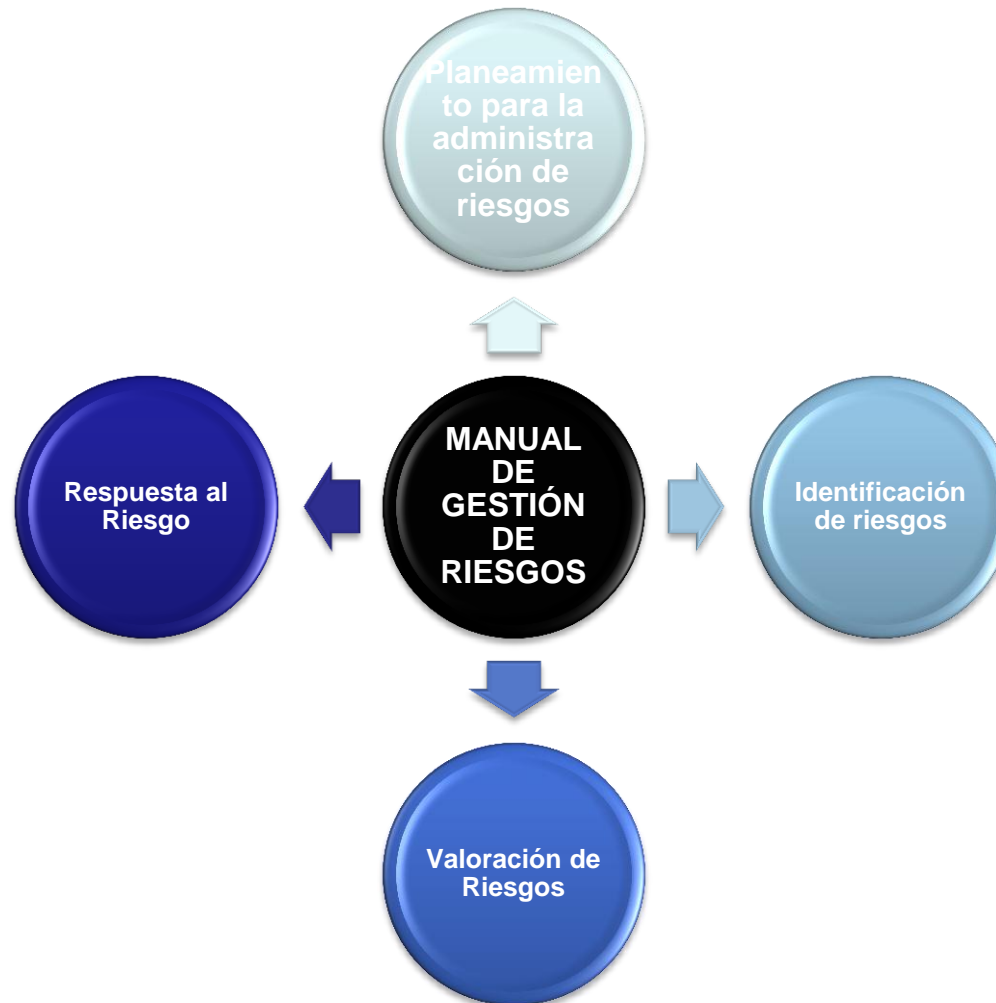 Planeamien
to para la
administra
ción de
riesgos
MANUAL
DE
GESTIÓN
DE
RIESGOS
Respuesta al
Riesgo
Identificación
de riesgos
Valoración de
Riesgos